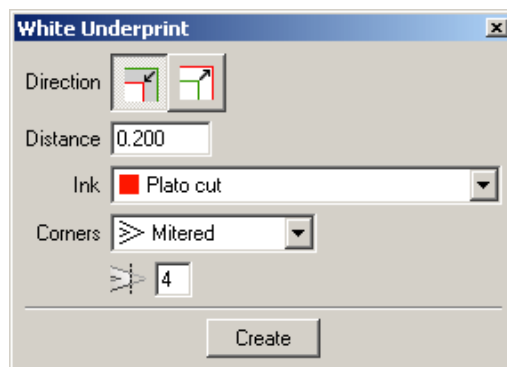 White Underprint
Direction
Distance 0.200
Ink Plato cut
Corners Mitered
4
Create